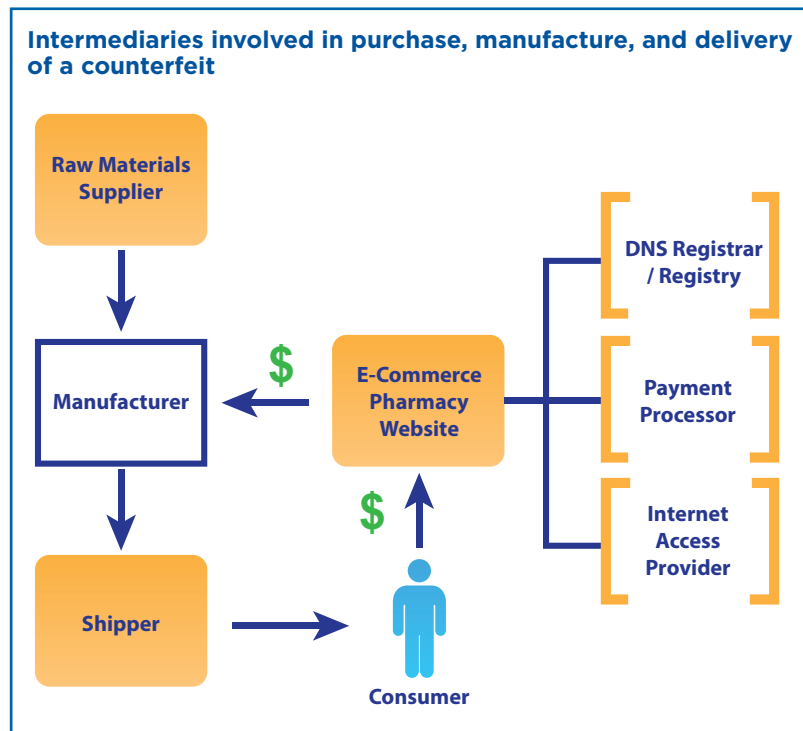 Intermediaries involved in purchase, manufacture, and delivery
of a counterfeit
Raw Materials
Supplier
DNS Registrar
/ Registry
$
Manufacturer
E-Commerce
Pharmacy
Website
Payment
Processor
$
Internet
Access
Provider
Shipper
Consumer